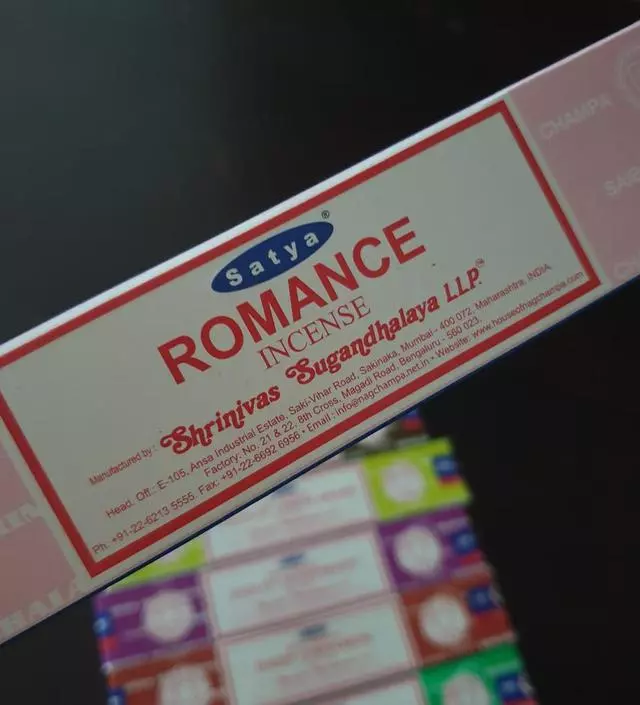 Satya®
ROMANCE
INCENSE
Manufactured by : Shrinivas Sugandhalaya LLP.™
Head. Off.: E-105, Ansa Industrial Estate, Saki-Vihar Road, Sakinaka, Mumbai - 400 072. Maharashtra, INDIA.
Factory: No. 21 & 22, 8th Cross, Magadi Road, Bengaluru - 560 023.
Ph. +91-22-6213 5555. Fax: +91-22-6692 6956 • Email : info@nagchampa.net.in • Website: www.houseofnagchampa.com
CHAMPA